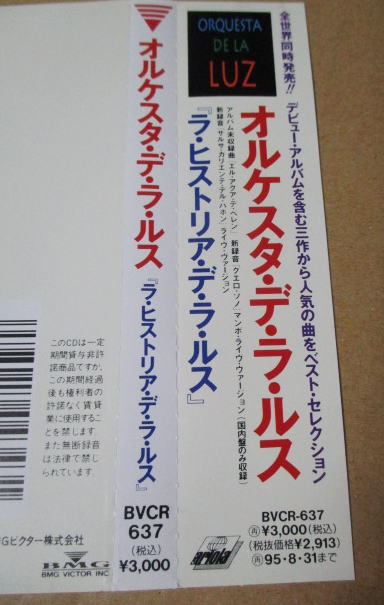 ORQUESTA
DE LA
LUZ
全世界同時発売!!
デビュー・アルバムを含む三作から人気の曲をベスト・セレクション
オルケスタ・デ・ラ・ルス
アルバム未収録曲「エル・アクア・デ・ベレン」 新録音「クエロ・ソノ」「マンボ・ライヴ・ヴァージョン」(国内盤のみ収録)
新録音「サルサ・カリエンテ・デル・ハポン」ライヴ・ヴァージョン
『ラ・ヒストリア・デ・ラ・ルス』
BVCR-637
㊢¥3,000(税込)
(税抜価格¥2,913)
㊢95・8・31まで
ariola
オルケスタ・デ・ラ・ルス
『ラ・ヒストリア・デ・ラ・ルス』
BVCR
637
(税込)
¥3,000
このCDは一定
期間貸与非許
諾商品ですが、
この期間経過
後も権利者の
許諾なく賃貸
業に使用するこ
とを禁じます。
また無断録音
は法律で禁じ
られています。
Gビクター株式会社
BMG
BMG VICTOR INC